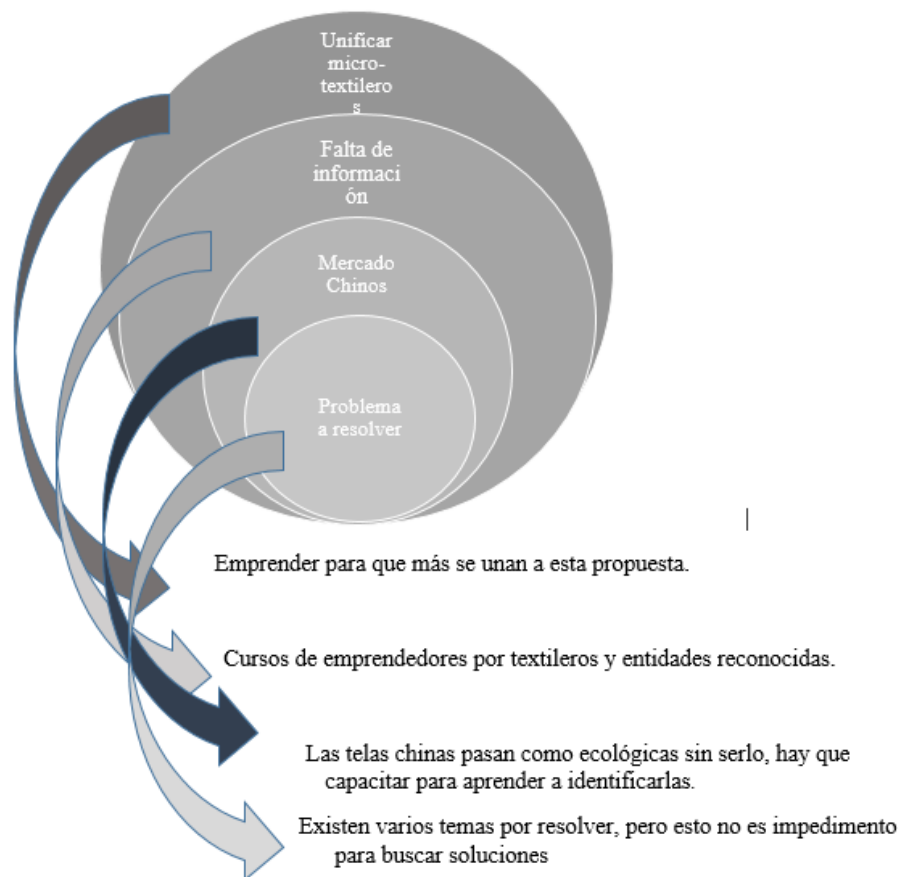 Unificar
micro-
textilero
s
Falta de
informaci
ón
Mercado
Chinos
Problema
a resolver
Emprender para que más se unan a esta propuesta.
Cursos de emprendedores por textileros y entidades reconocidas.
Las telas chinas pasan como ecológicas sin serlo, hay que
capacitar para aprender a identificarlas.
Existen varios temas por resolver, pero esto no es impedimento
para buscar soluciones